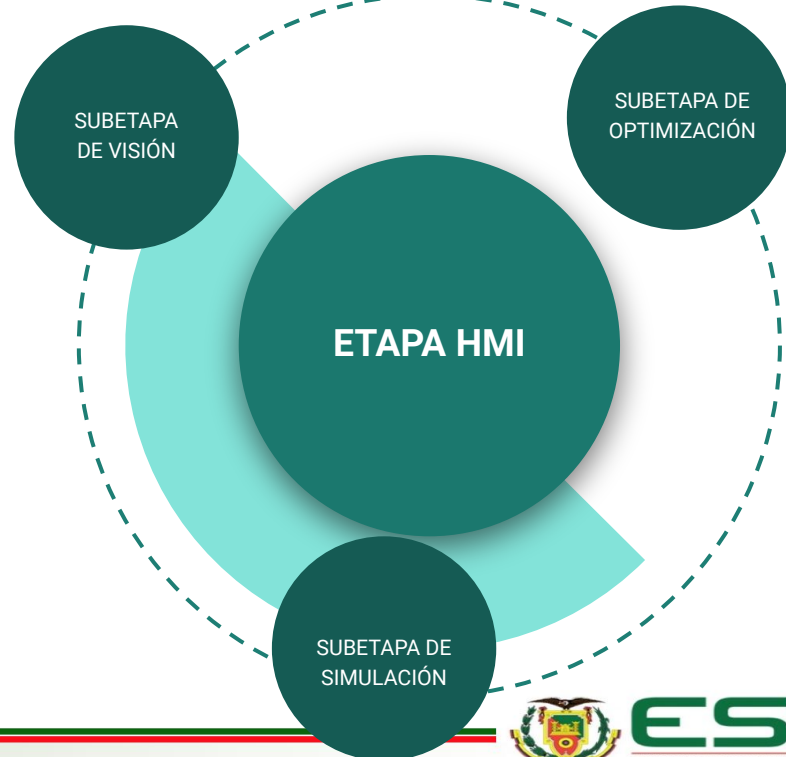 SUBETAPA
DE VISIÓN
SUBETAPA DE
OPTIMIZACIÓN
ETAPA HMI
SUBETAPA DE
SIMULACIÓN
ES